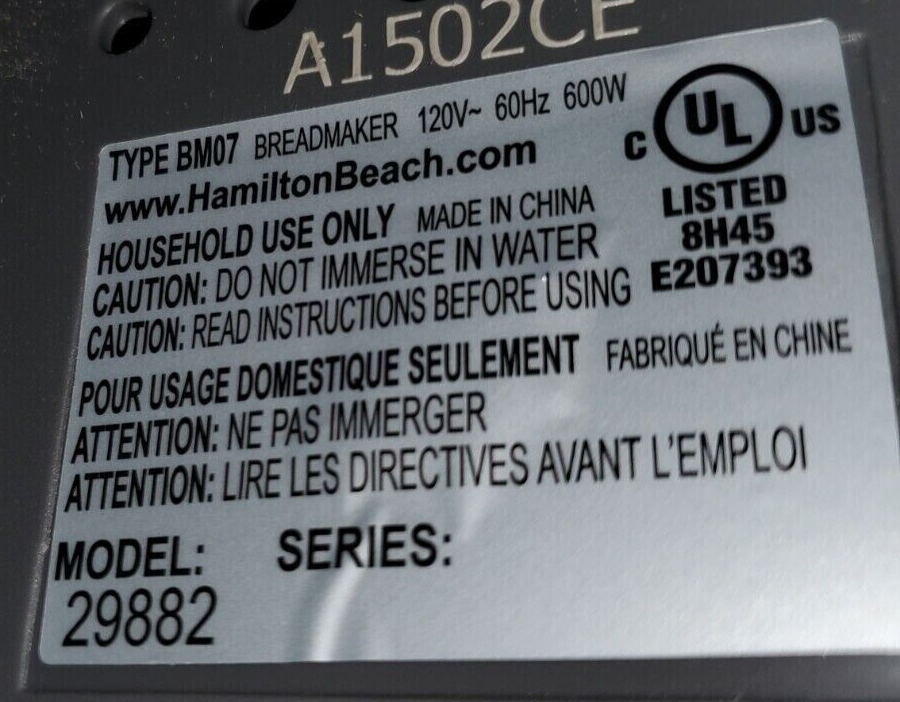 A1502CE
TYPE BM07 BREADMAKER 120V~ 60Hz 600W
www.HamiltonBeach.com
HOUSEHOLD USE ONLY MADE IN CHINA
CAUTION: DO NOT IMMERSE IN WATER
CAUTION: READ INSTRUCTIONS BEFORE USING
C UL US
LISTED
8H45
E207393
POUR USAGE DOMESTIQUE SEULEMENT FABRIQUÉ EN CHINE
ATTENTION: NE PAS IMMERGER
ATTENTION: LIRE LES DIRECTIVES AVANT L'EMPLOI
MODEL: SERIES:
29882